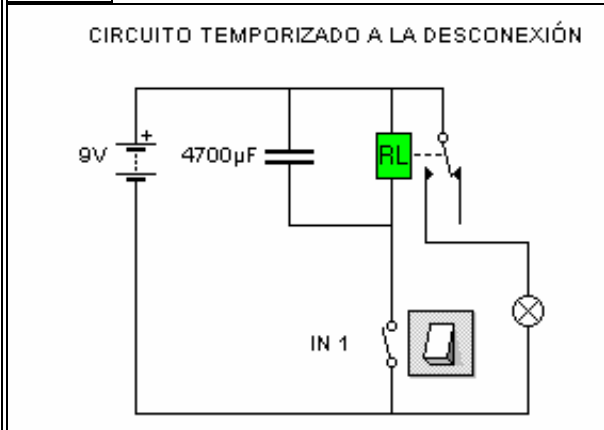 CIRCUITO TEMPORIZADO A LA DESCONEXIÓN
+
9V
4700µF
RL
IN 1